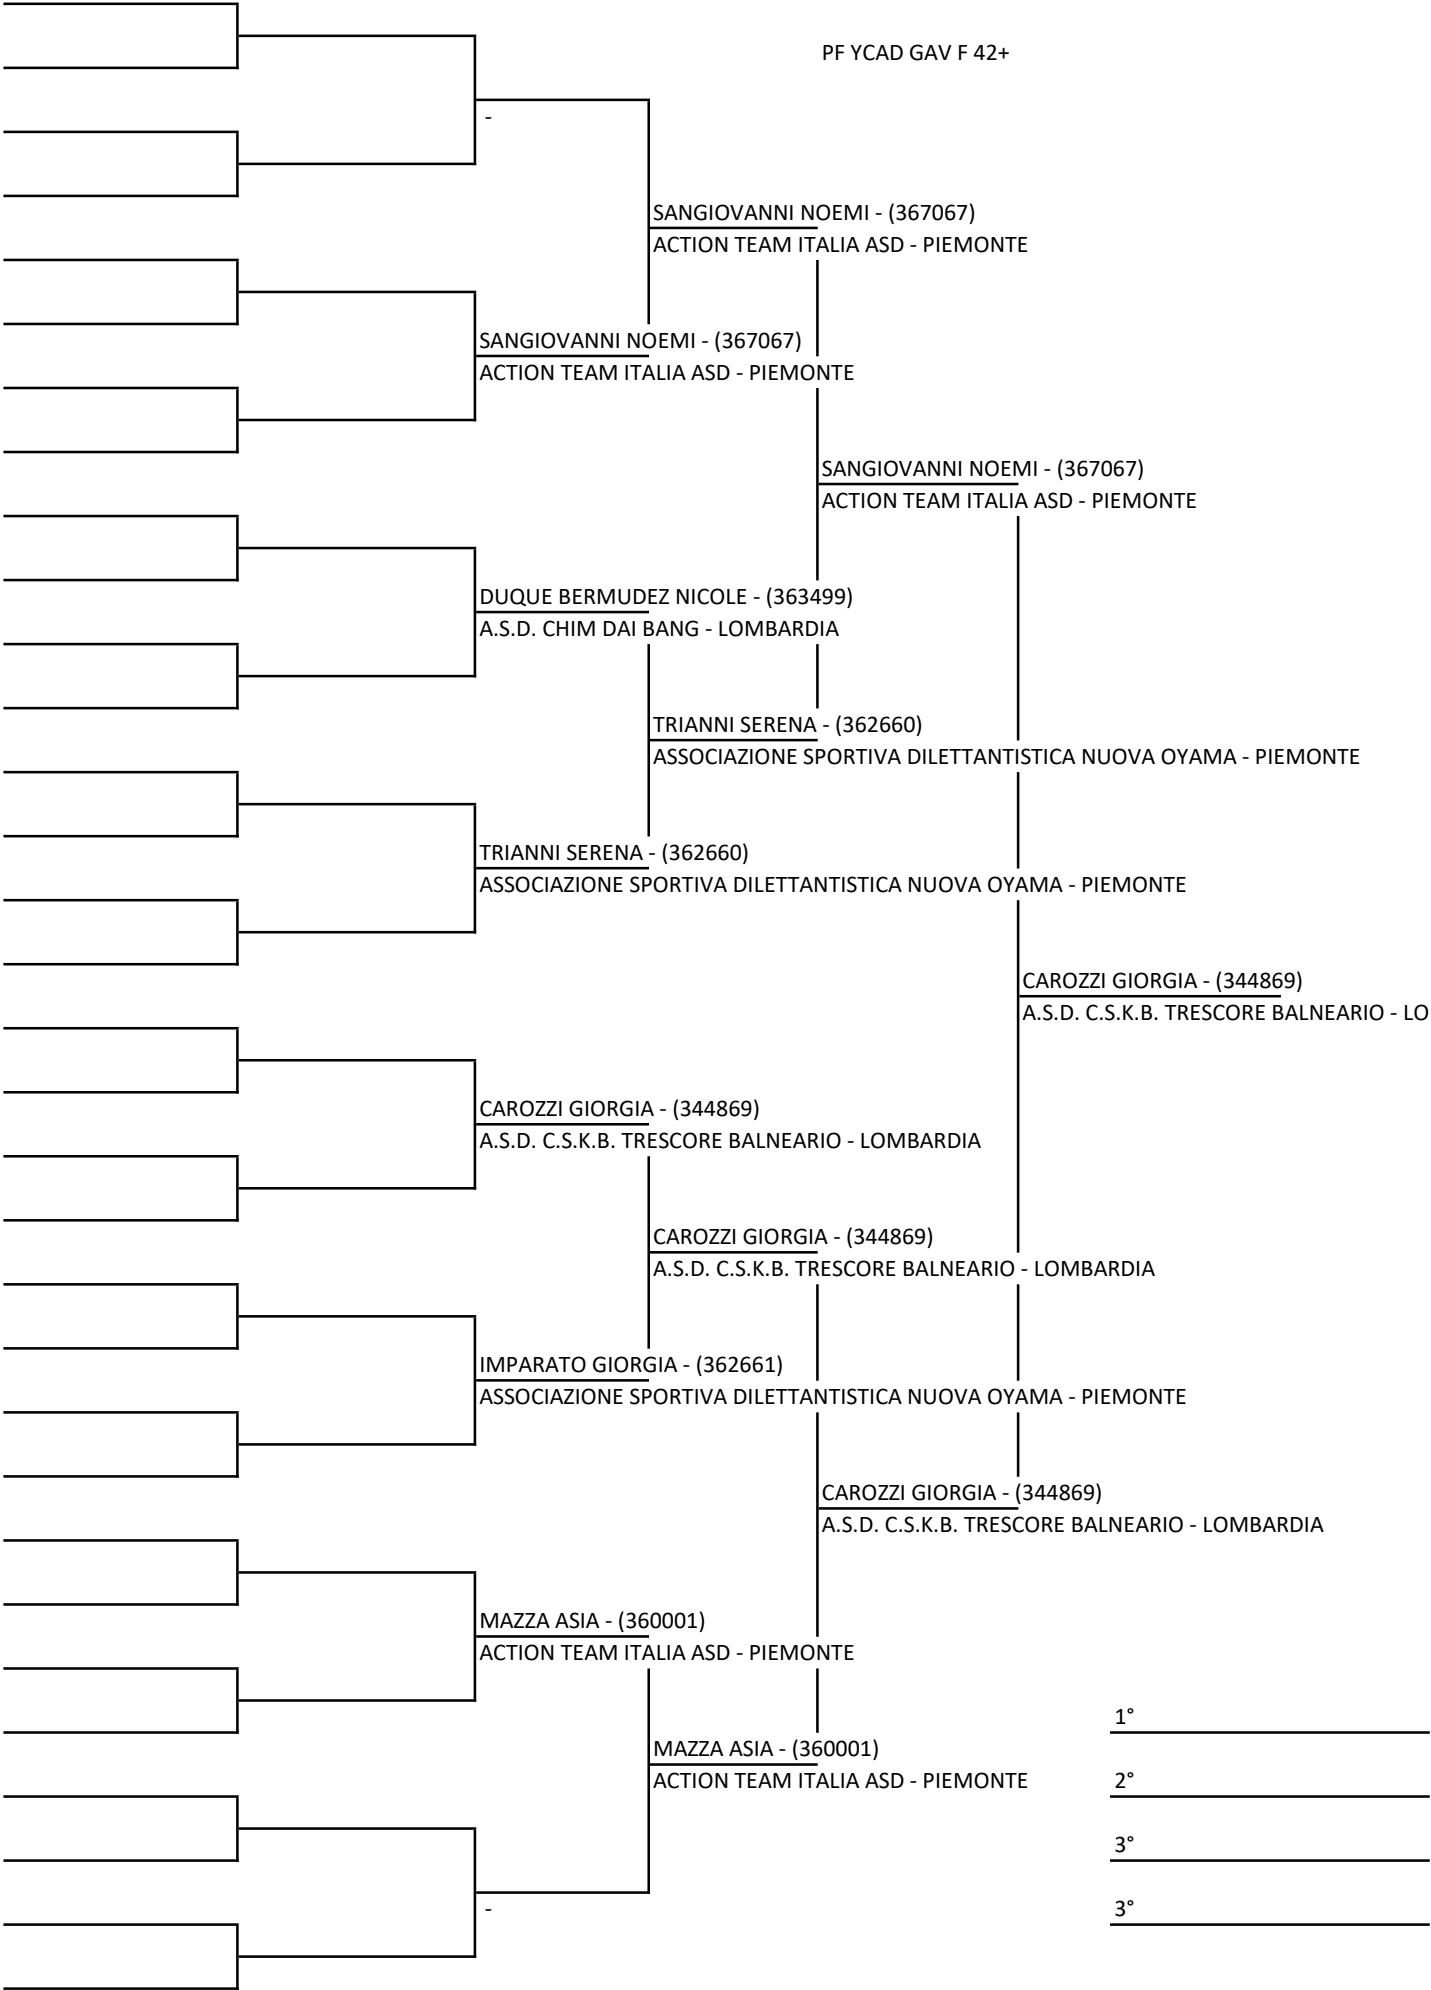 PF YCAD GAV F 42+
-
SANGIOVANNI NOEMI - (367067)
ACTION TEAM ITALIA ASD - PIEMONTE
SANGIOVANNI NOEMI - (367067)
ACTION TEAM ITALIA ASD - PIEMONTE
SANGIOVANNI NOEMI - (367067)
ACTION TEAM ITALIA ASD - PIEMONTE
DUQUE BERMUDEZ NICOLE - (363499)
A.S.D. CHIM DAI BANG - LOMBARDIA
TRIANNI SERENA - (362660)
ASSOCIAZIONE SPORTIVA DILETTANTISTICA NUOVA OYAMA - PIEMONTE
TRIANNI SERENA - (362660)
ASSOCIAZIONE SPORTIVA DILETTANTISTICA NUOVA OYAMA - PIEMONTE
CAROZZI GIORGIA - (344869)
A.S.D. C.S.K.B. TRESCORE BALNEARIO - LO
CAROZZI GIORGIA - (344869)
A.S.D. C.S.K.B. TRESCORE BALNEARIO - LOMBARDIA
CAROZZI GIORGIA - (344869)
A.S.D. C.S.K.B. TRESCORE BALNEARIO - LOMBARDIA
IMPARATO GIORGIA - (362661)
ASSOCIAZIONE SPORTIVA DILETTANTISTICA NUOVA OYAMA - PIEMONTE
CAROZZI GIORGIA - (344869)
A.S.D. C.S.K.B. TRESCORE BALNEARIO - LOMBARDIA
MAZZA ASIA - (360001)
ACTION TEAM ITALIA ASD - PIEMONTE
1°
MAZZA ASIA - (360001)
ACTION TEAM ITALIA ASD - PIEMONTE
2°
3°
-
3°